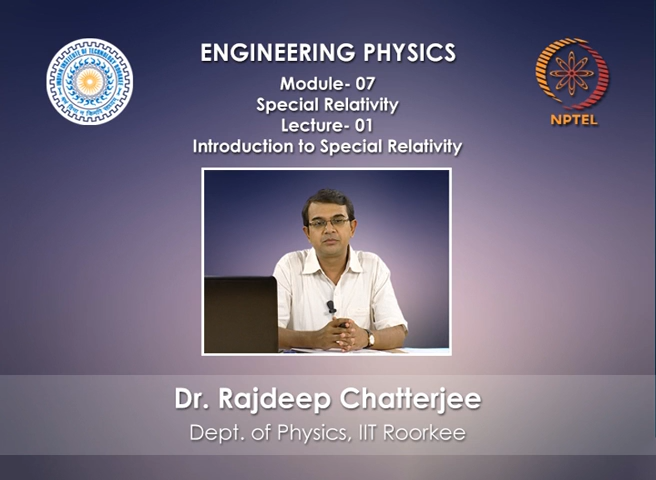 ENGINEERING PHYSICS
Module- 07
Special Relativity
Lecture- 01
Introduction to Special Relativity
NPTEL
Dr. Rajdeep Chatterjee
Dept. of Physics, IIT Roorkee